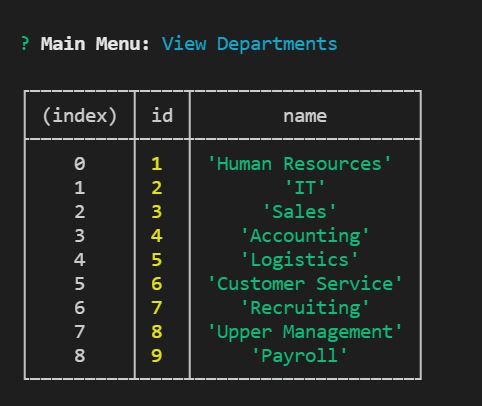 ? Main Menu: View Departments
(index) id name
0 1 'Human Resources'
1 2 'IT'
2 3 'Sales'
3 4 'Accounting'
4 5 'Logistics'
5 6 'Customer Service'
6 7 'Recruiting'
7 8 'Upper Management'
8 9 'Payroll'